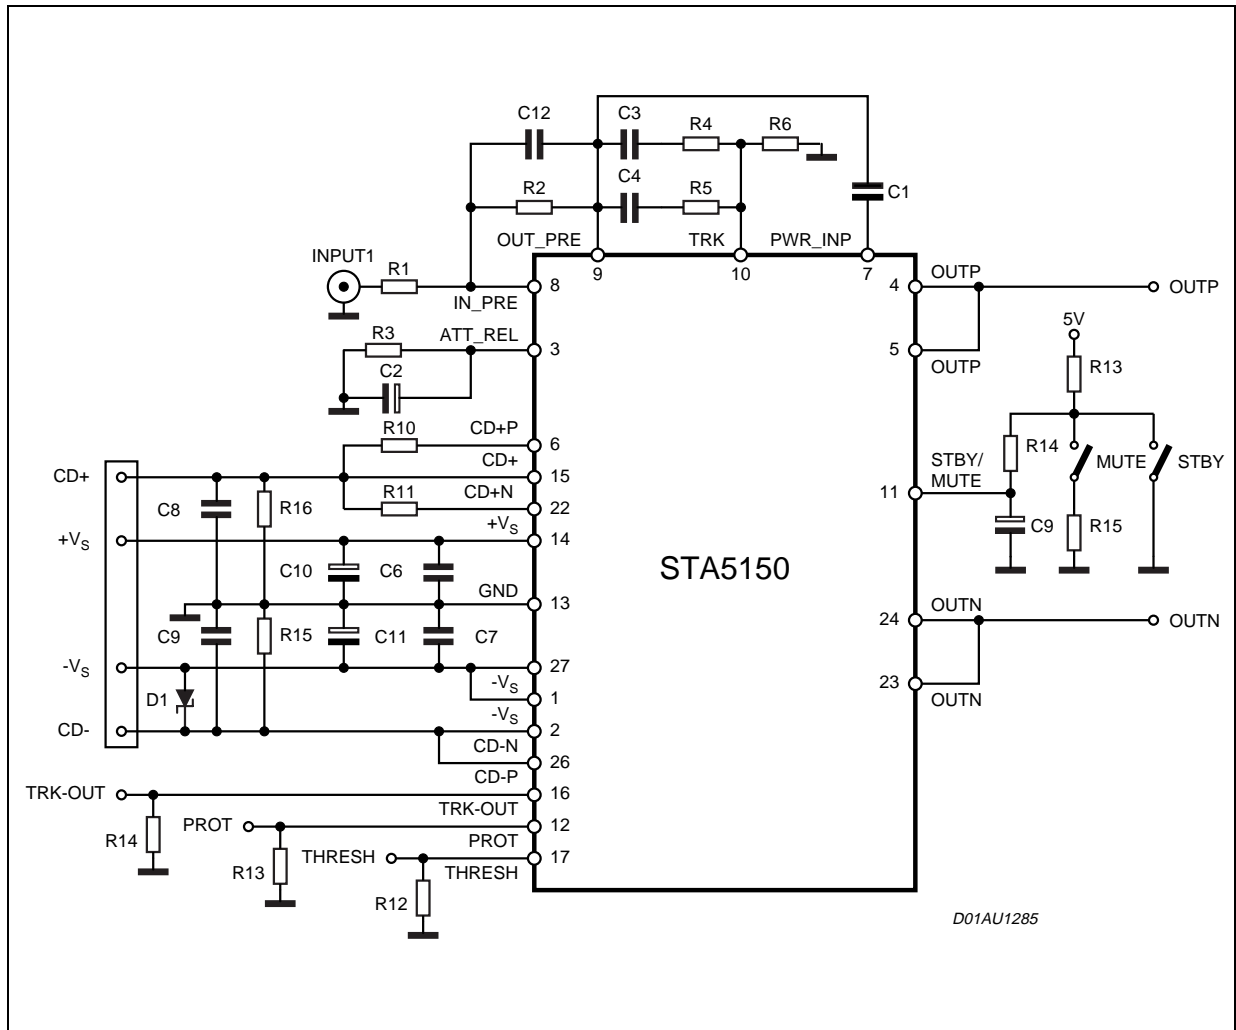 C12 C3 R4 R6
C4
R2 R5 C1
OUT_PRE TRK PWR_INP
INPUT1 R1 9 10 7
8 4 OUTP OUTP
IN_PRE
R3 ATT_REL 5V
3 5
C2 OUTP R13
R10 CD+P
6
CD+ CD+ R14 MUTE STBY
15 STBY/
R11 CD+N MUTE
22 11
C8 R16 +VS C9 R15
+VS 14
C10 C6 STA5150
GND
13 OUTN
24 OUTN
C9 R15 C11 C7
-VS 27
-VS 23
D1 1 OUTN
-VS
CD- 2
CD-N
26
CD-P
TRK-OUT 16
TRK-OUT
PROT 12
R14 PROT
THRESH 17
R13 THRESH
R12
D01AU1285